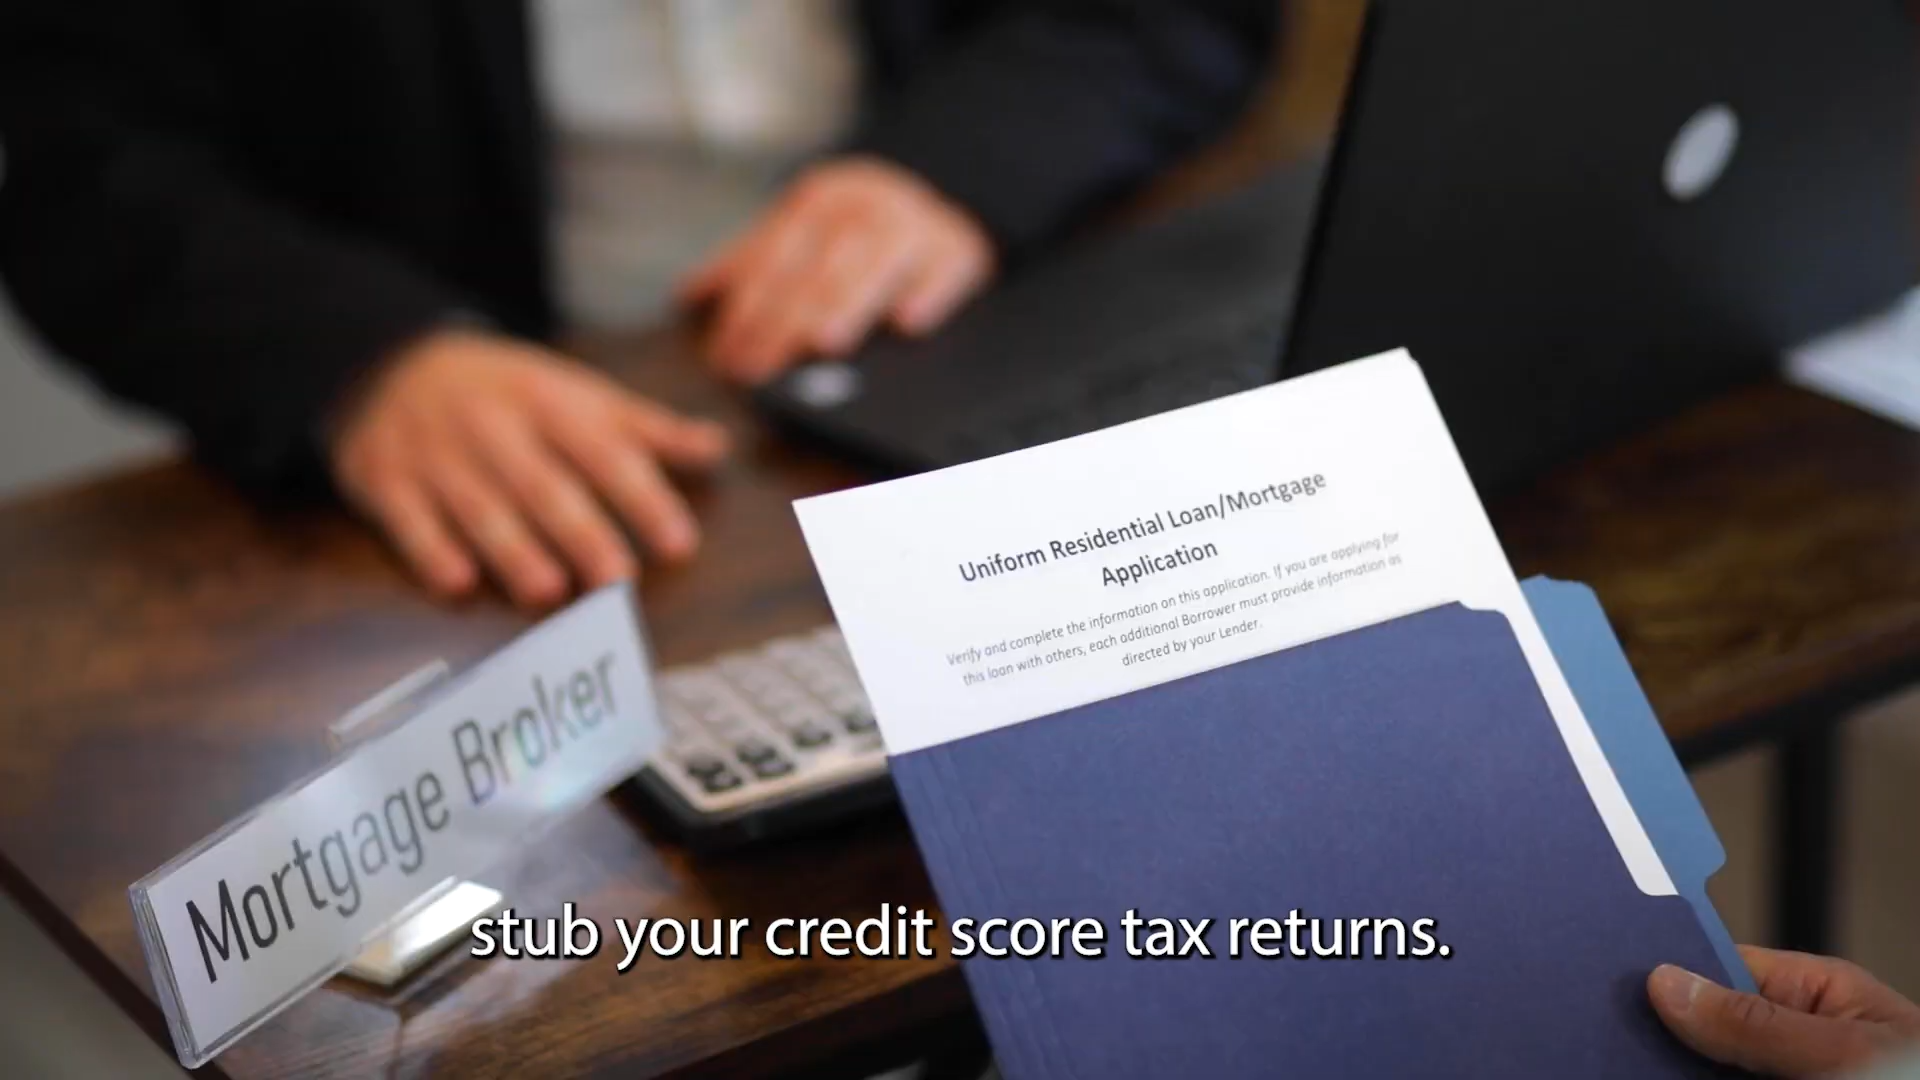 Uniform Residential Loan/Mortgage
Application
Verify and complete the information on this application. If you are applying for
this loan with others, each additional Borrower must provide information as
directed by your Lender.
Mortgage Broker
stub your credit score tax returns.